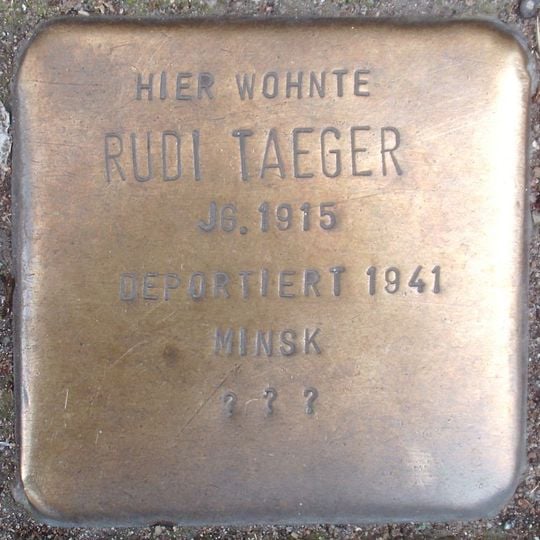 HIER WOHNTE
RUDI TAEGER
JG. 1915
DEPORTIERT 1941
MINSK
? ? ?